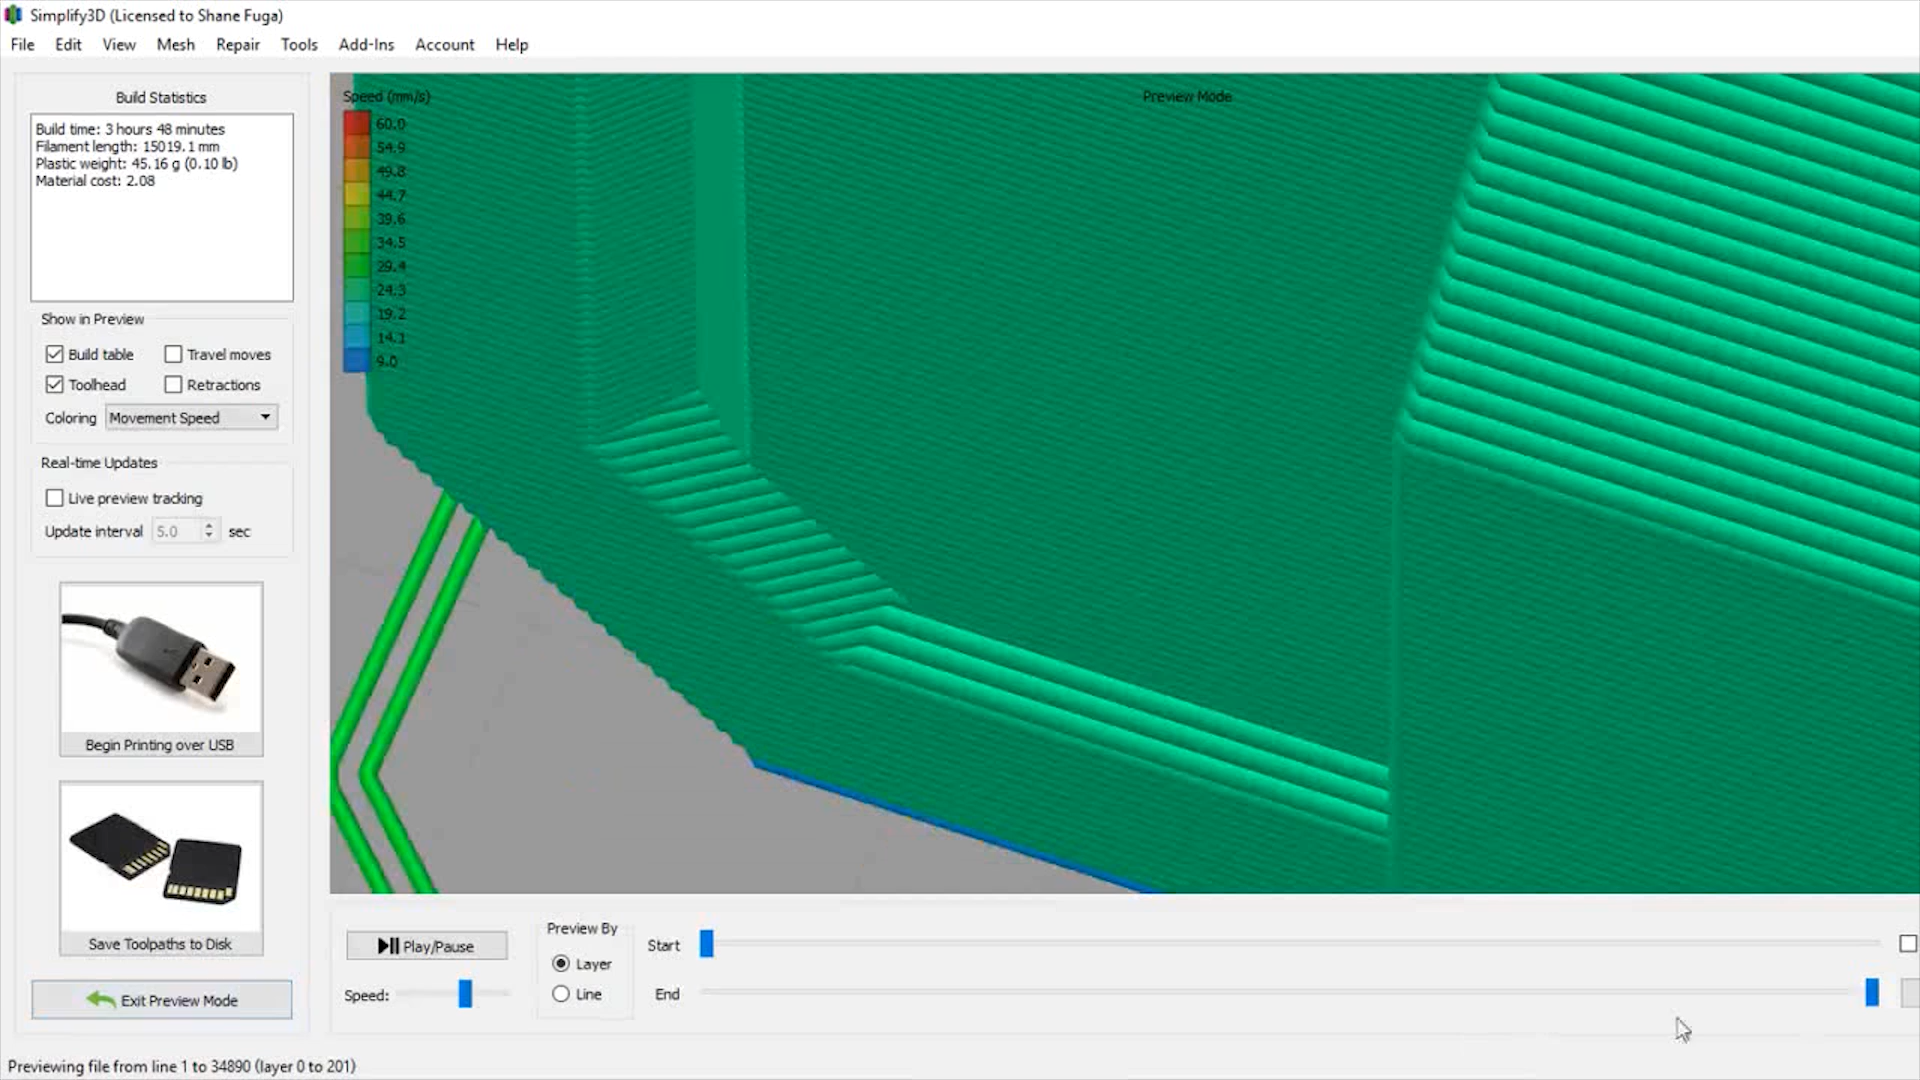 Simplify3D (Licensed to Shane Fuga)
File Edit View Mesh Repair Tools Add-Ins Account Help
Build Statistics
Build time: 3 hours 48 minutes
Filament length: 15019.1 mm
Plastic weight: 45.16 g (0.10 lb)
Material cost: 2.08
Show in Preview
Build table Travel moves
Toolhead Retractions
Coloring Movement Speed
Real-time Updates
Live preview tracking
Update interval 5.0 sec
Begin Printing over USB
Save Toolpaths to Disk
Exit Preview Mode
Speed (mm/s)
60.0
54.9
49.8
44.7
39.6
34.5
29.4
24.3
19.2
14.1
9.0
Preview Mode
Play/Pause
Speed:
Preview By
Layer
Line
Start
End
Previewing file from line 1 to 34890 (layer 0 to 201)